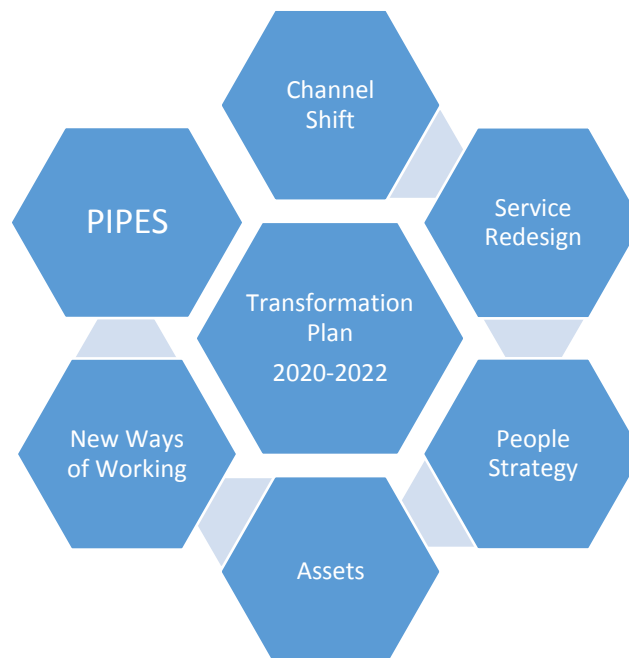 Channel
Shift
PIPES
Service
Redesign
Transformation
Plan
2020-2022
New Ways
of Working
People
Strategy
Assets